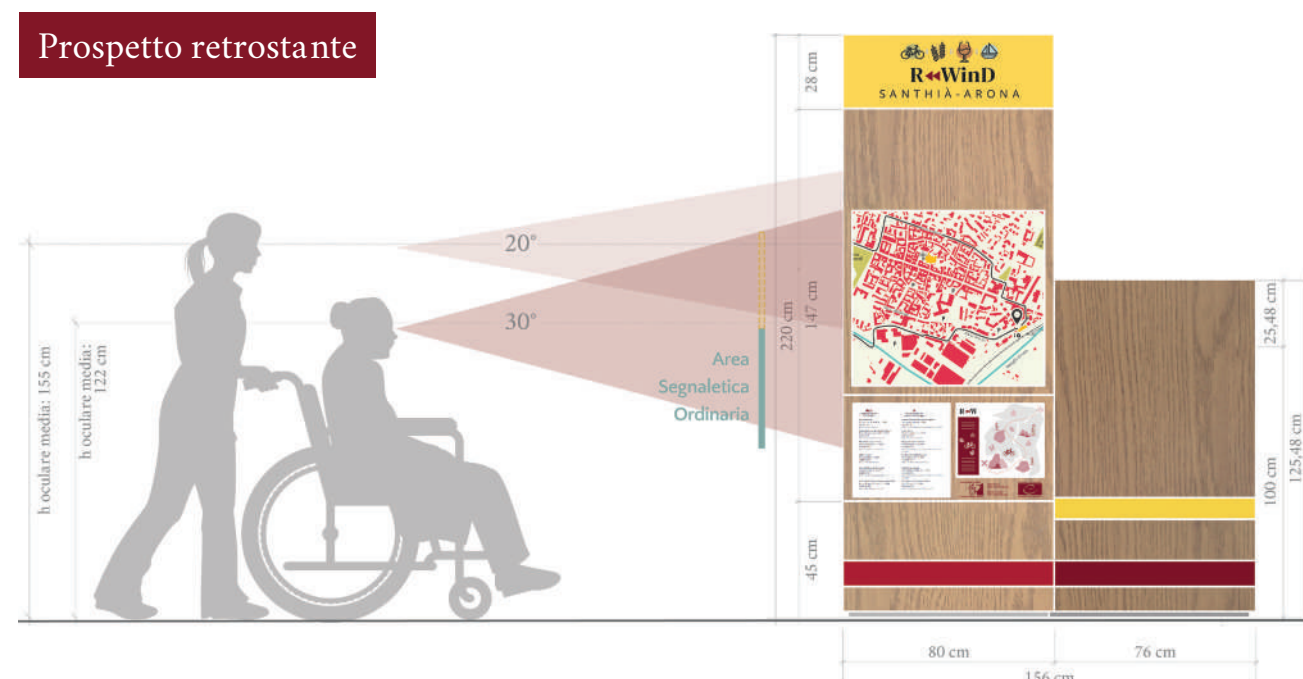 Prospetto retrostante
R◂◂WinD
SANTHIÀ-ARONA
28 cm
220 cm
147 cm
45 cm
20°
30°
Area
Segnaletica
Ordinaria
h oculare media: 155 cm
h oculare media:
122 cm
25,48 cm
100 cm
125,48 cm
80 cm
76 cm
156 cm